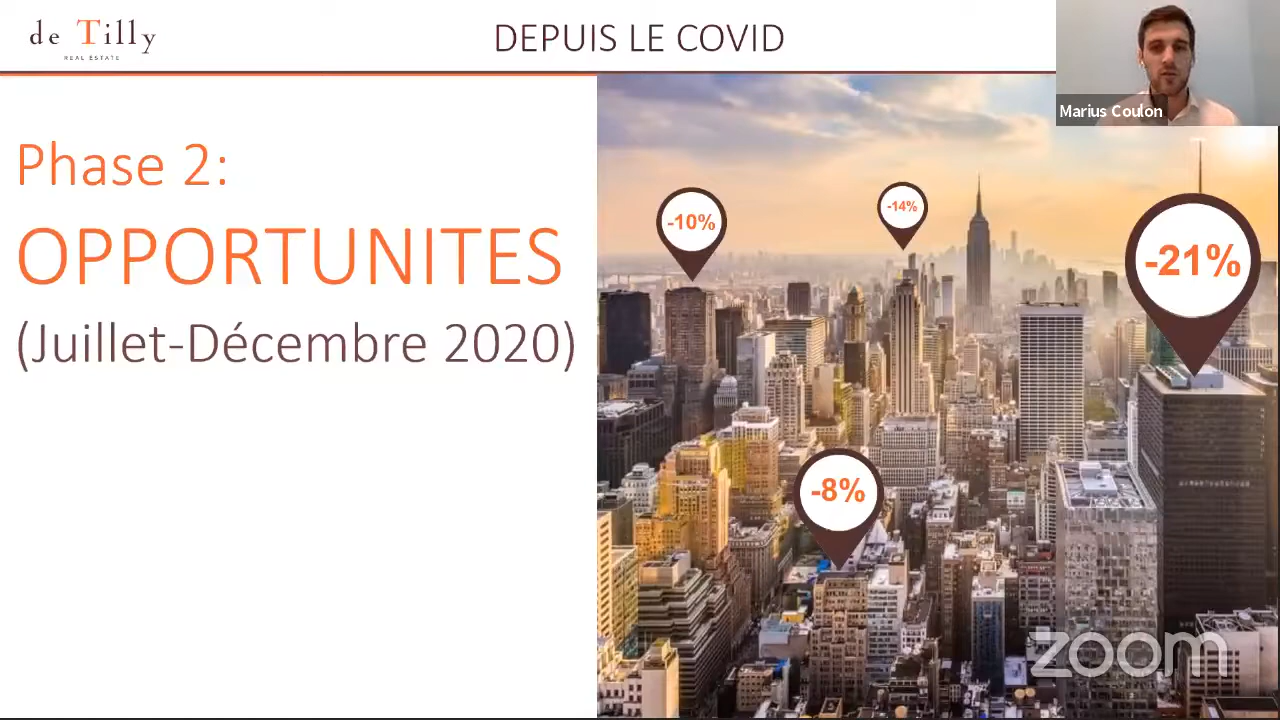 de Tilly
REAL ESTATE
DEPUIS LE COVID
Marius Coulon
Phase 2:
OPPORTUNITES
(Juillet-Décembre 2020)
-10%
-14%
-21%
-8%
zoom